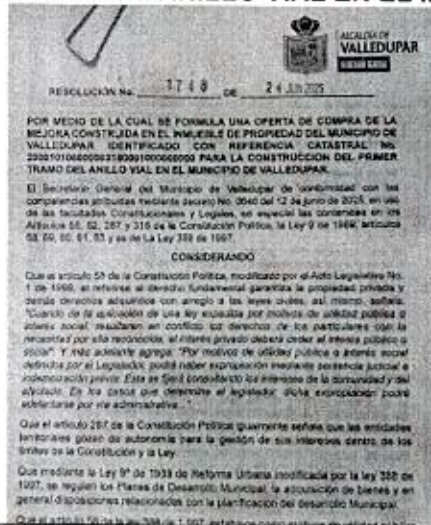 ALCALDÍA DE
VALLEDUPAR
RESOLUCIÓN No. 1748 DE 24 JUN 2025
POR MEDIO DE LA CUAL SE FORMULA UNA OFERTA DE COMPRA DE LA
MEJORA CONSTRUIDA EN EL INMUEBLE DE PROPIEDAD DEL MUNICIPIO DE
VALLEDUPAR IDENTIFICADO CON REFERENCIA CATASTRAL No.
PARA LA CONSTRUCCIÓN DEL PRIMER
TRAMO DEL ANILLO VIAL EN EL MUNICIPIO DE VALLEDUPAR.
El Secretario General del Municipio de Valledupar de conformidad con las
competencias atribuidas mediante decreto No. 0640 del 12 de junio de 2025, en uso
de las facultades Constitucionales y Legales, en especial las contenidas en los
Artículos 58, 82, 287 y 315 de la Constitución Política, la Ley 9 de 1989, artículos
58, 59, 60, 61, 63 y ss de La Ley 388 de 1997.
CONSIDERANDO
Que el artículo 58 de la Constitución Política, modificado por el Acto Legislativo No.
1 de 1999, al referirse al derecho fundamental garantiza la propiedad privada y
demás derechos adquiridos con arreglo a las leyes civiles, así mismo, señala:
"Cuando de la aplicación de una ley expedida por motivos de utilidad pública o
interés social, resultaren en conflicto los derechos de los particulares con la
necesidad por ella reconocida, el interés privado deberá ceder al interés público o
social". Y más adelante agrega: "Por motivos de utilidad pública o interés social
definidos por el Legislador, podrá haber expropiación mediante sentencia judicial e
indemnización previa. Esta se fijará consultando los intereses de la comunidad y del
afectado. En los casos que determine el legislador, dicha expropiación podrá
adelantarse por vía administrativa..."
Que el artículo 287 de la Constitución Política igualmente señala que las entidades
territoriales gozan de autonomía para la gestión de sus intereses dentro de los
límites de la Constitución y la Ley.
Que mediante la Ley 9ª de 1989 de Reforma Urbana modificada por la ley 388 de
1997, se regulan los Planes de Desarrollo Municipal, la adquisición de bienes y en
general disposiciones relacionadas con la planificación del desarrollo Municipal.